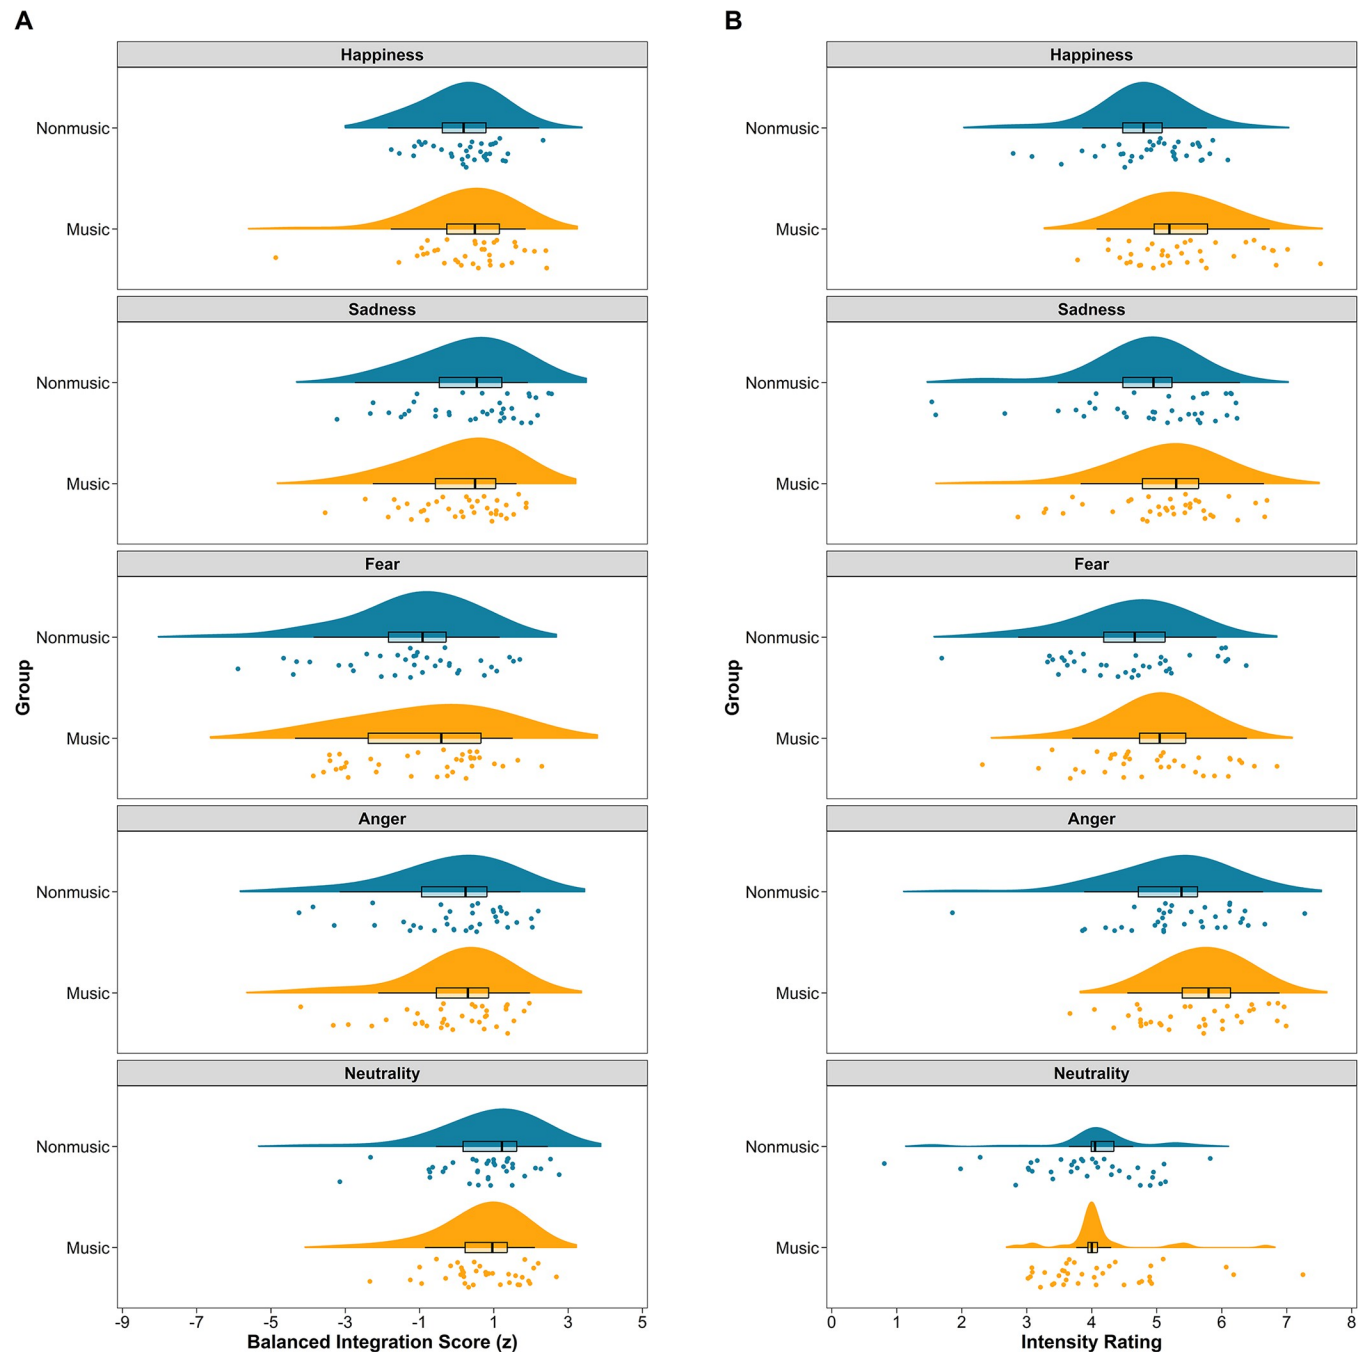 A
Happiness
Nonmusic
Music
Sadness
Nonmusic
Music
Fear
Nonmusic
Music
Anger
Nonmusic
Music
Neutrality
Nonmusic
Music
Group
-9 -7 -5 -3 -1 1 3 5
Balanced Integration Score (z)
B
Happiness
Nonmusic
Music
Sadness
Nonmusic
Music
Fear
Nonmusic
Music
Anger
Nonmusic
Music
Neutrality
Nonmusic
Music
Group
0 1 2 3 4 5 6 7 8
Intensity Rating